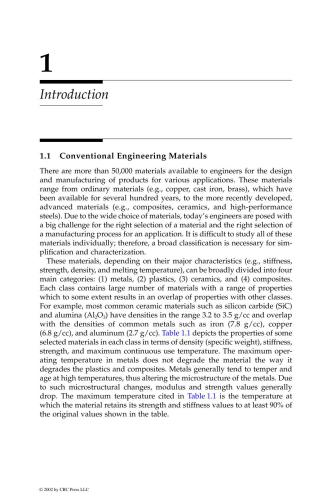 1
Introduction
1.1 Conventional Engineering Materials
There are more than 50,000 materials available to engineers for the design
and manufacturing of products for various applications. These materials
range from ordinary materials (e.g., copper, cast iron, brass), which have
been available for several hundred years, to the more recently developed,
advanced materials (e.g., composites, ceramics, and high-performance
steels). Due to the wide choice of materials, today's engineers are posed with
a big challenge for the right selection of a material and the right selection of
a manufacturing process for an application. It is difficult to study all of these
materials individually; therefore, a broad classification is necessary for sim-
plification and characterization.
These materials, depending on their major characteristics (e.g., stiffness,
strength, density, and melting temperature), can be broadly divided into four
main categories: (1) metals, (2) plastics, (3) ceramics, and (4) composites.
Each class contains large number of materials with a range of properties
which to some extent results in an overlap of properties with other classes.
For example, most common ceramic materials such as silicon carbide (SiC)
and alumina (Al₂O₃) have densities in the range 3.2 to 3.5 g/cc and overlap
with the densities of common metals such as iron (7.8 g/cc), copper
(6.8 g/cc), and aluminum (2.7 g/cc). Table 1.1 depicts the properties of some
selected materials in each class in terms of density (specific weight), stiffness,
strength, and maximum continuous use temperature. The maximum oper-
ating temperature in metals does not degrade the material the way it
degrades the plastics and composites. Metals generally tend to temper and
age at high temperatures, thus altering the microstructure of the metals. Due
to such microstructural changes, modulus and strength values generally
drop. The maximum temperature cited in Table 1.1 is the temperature at
which the material retains its strength and stiffness values to at least 90% of
the original values shown in the table.
© 2002 by CRC Press LLC